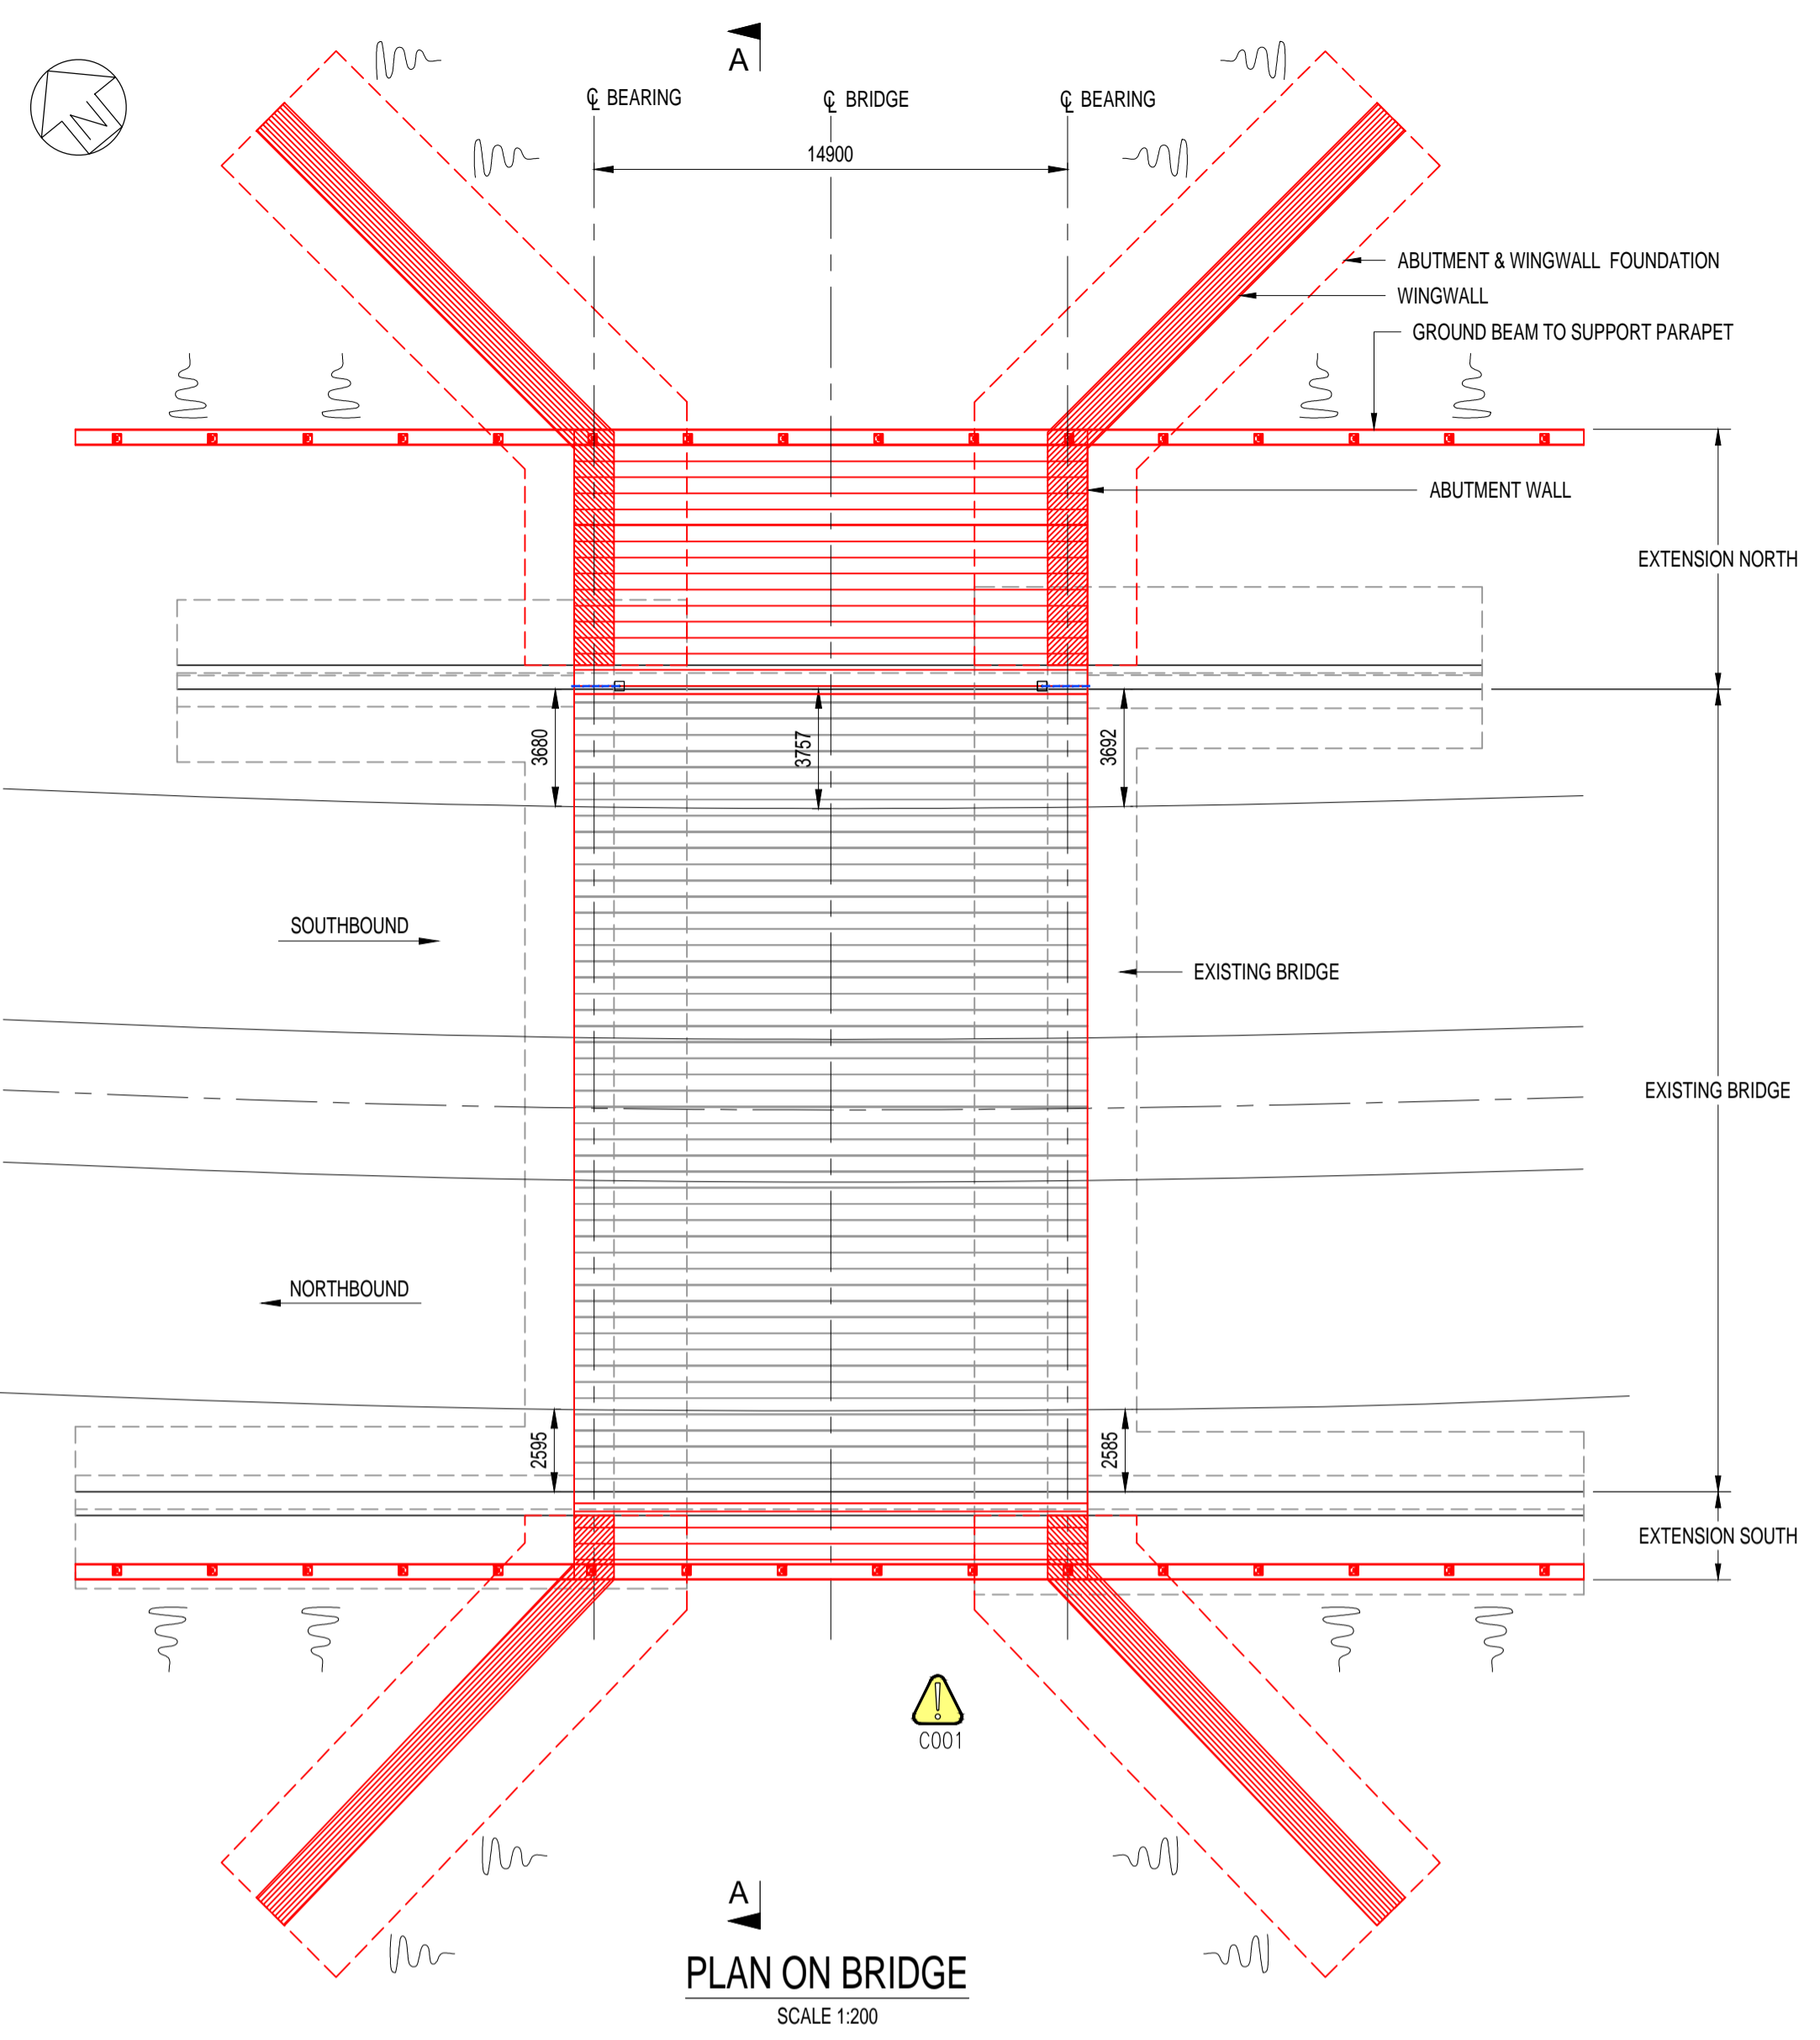 A
℄ BEARING
℄ BRIDGE
℄ BEARING
N
14900
ABUTMENT & WINGWALL FOUNDATION
WINGWALL
GROUND BEAM TO SUPPORT PARAPET
ABUTMENT WALL
EXTENSION NORTH
3680
3757
3692
SOUTHBOUND
EXISTING BRIDGE
EXISTING BRIDGE
NORTHBOUND
2595
2585
EXTENSION SOUTH
!
C001
A
PLAN ON BRIDGE
SCALE 1:200